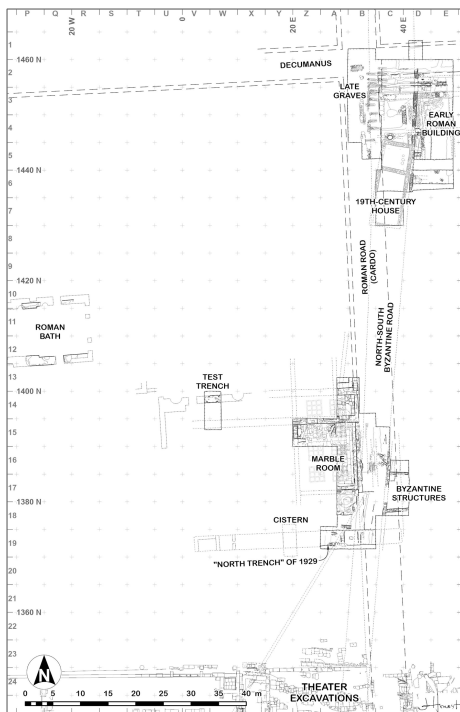 P Q R S T U V W X Y Z A B C D E
20 W 0 20 E 40 E
1
1460 N
2
3
4
5
1440 N
6
7
8
9
1420 N
10
11
12
13
1400 N
14
15
16
17
1380 N
18
19
20
21
1360 N
22
23
24
DECUMANUS
LATE
GRAVES
EARLY
ROMAN
BUILDING
19TH-CENTURY
HOUSE
ROMAN ROAD
(CARDO)
NORTH-SOUTH
BYZANTINE ROAD
ROMAN
BATH
TEST
TRENCH
MARBLE
ROOM
BYZANTINE
STRUCTURES
CISTERN
"NORTH TRENCH" OF 1929
N
0 5 10 20 30 40 m
THEATER
EXCAVATIONS